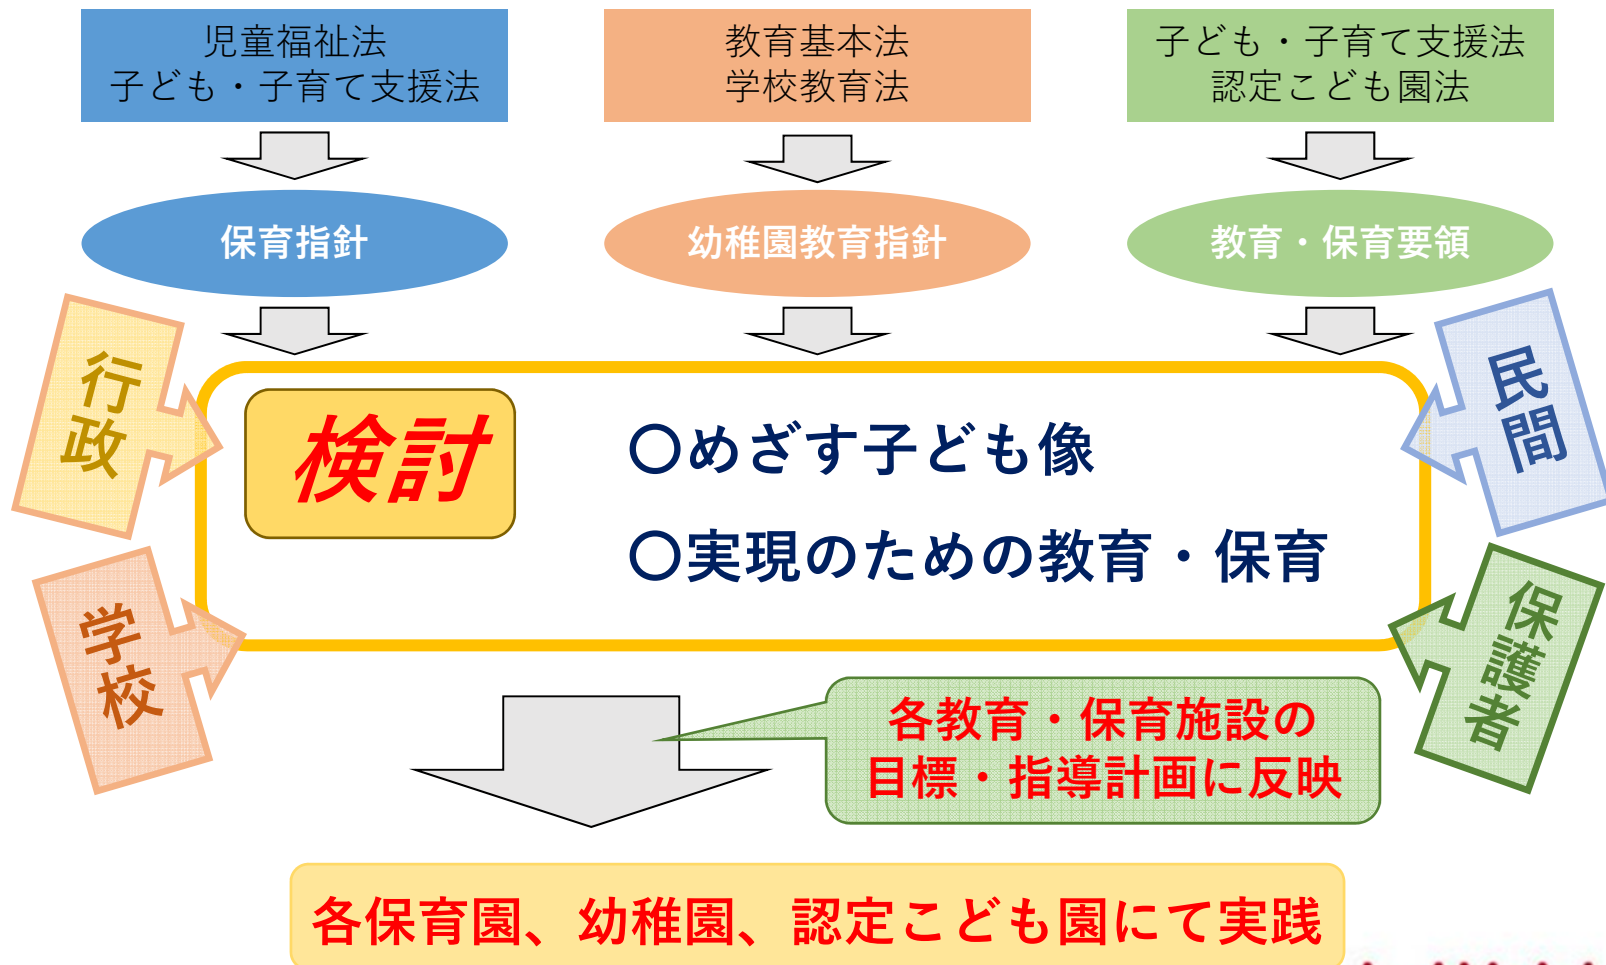 児童福祉法
子ども・子育て支援法
教育基本法
学校教育法
子ども・子育て支援法
認定こども園法
保育指針
幼稚園教育指針
教育・保育要領
行政
民間
検討
〇めざす子ども像
〇実現のための教育・保育
学校
保護者
各教育・保育施設の
目標・指導計画に反映
各保育園、幼稚園、認定こども園にて実践